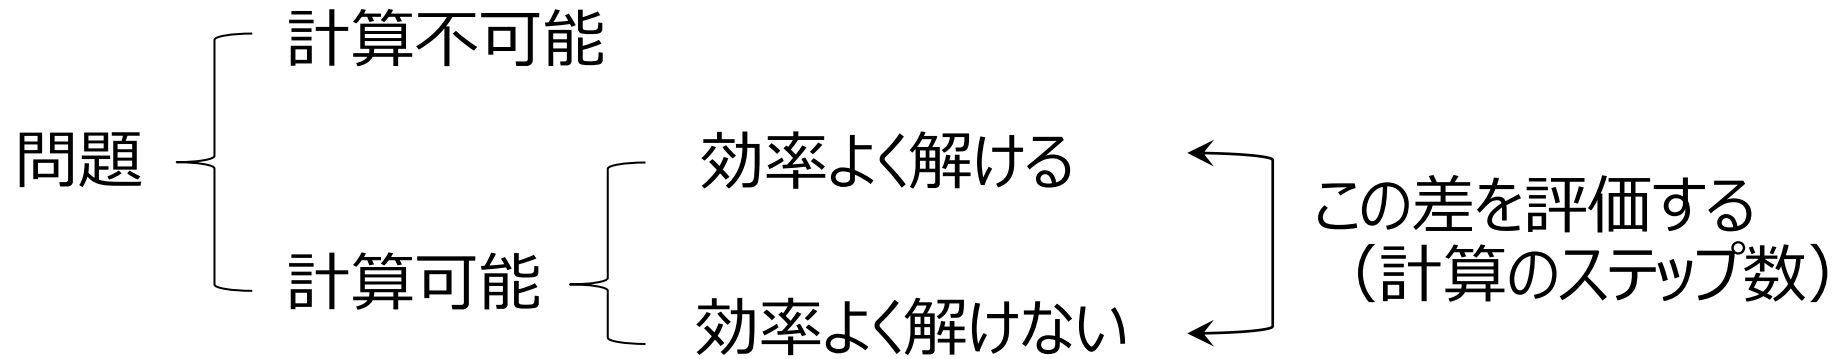 計算不可能
問題
効率よく解ける
この差を評価する
(計算のステップ数)
計算可能
効率よく解けない